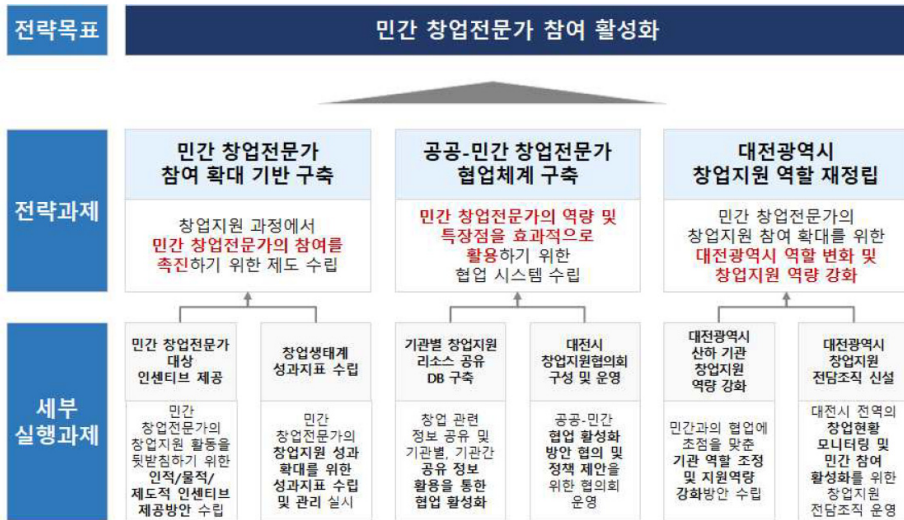 전략목표
민간 창업전문가 참여 활성화
전략과제
민간 창업전문가
참여 확대 기반 구축
창업지원 과정에서
민간 창업전문가의 참여를
촉진하기 위한 제도 수립
공공-민간 창업전문가
협업체계 구축
민간 창업전문가의 역량 및
특장점을 효과적으로
활용하기 위한
협업 시스템 수립
대전광역시
창업지원 역할 재정립
민간 창업전문가의
창업지원 참여 확대를 위한
대전광역시 역할 변화 및
창업지원 역량 강화
세부
실행과제
민간 창업전문가
대상
인센티브 제공
민간
창업전문가의
창업지원 활동을
뒷받침하기 위한
인적/물적/
제도적 인센티브
제공방안 수립
창업생태계
성과지표 수립
민간
창업전문가의
창업지원 성과
확대를 위한
성과지표 수립
및 관리 실시
기관별 창업지원
리소스 공유
DB 구축
창업 관련
정보 공유 및
기관별, 기관간
공유 정보
활용을 통한
협업 활성화
대전시
창업지원협의회
구성 및 운영
공공-민간
협업 활성화
방안 협의 및
정책 제안을
위한 협의회
운영
대전광역시
산하 기관
창업지원
역량 강화
민간과의 협업에
초점을 맞춘
기관 역할 조정
및 지원역량
강화방안 수립
대전광역시
창업지원
전담조직 신설
대전시 전역의
창업현황
모니터링 및
민간 참여
활성화를 위한
창업지원
전담조직 운영